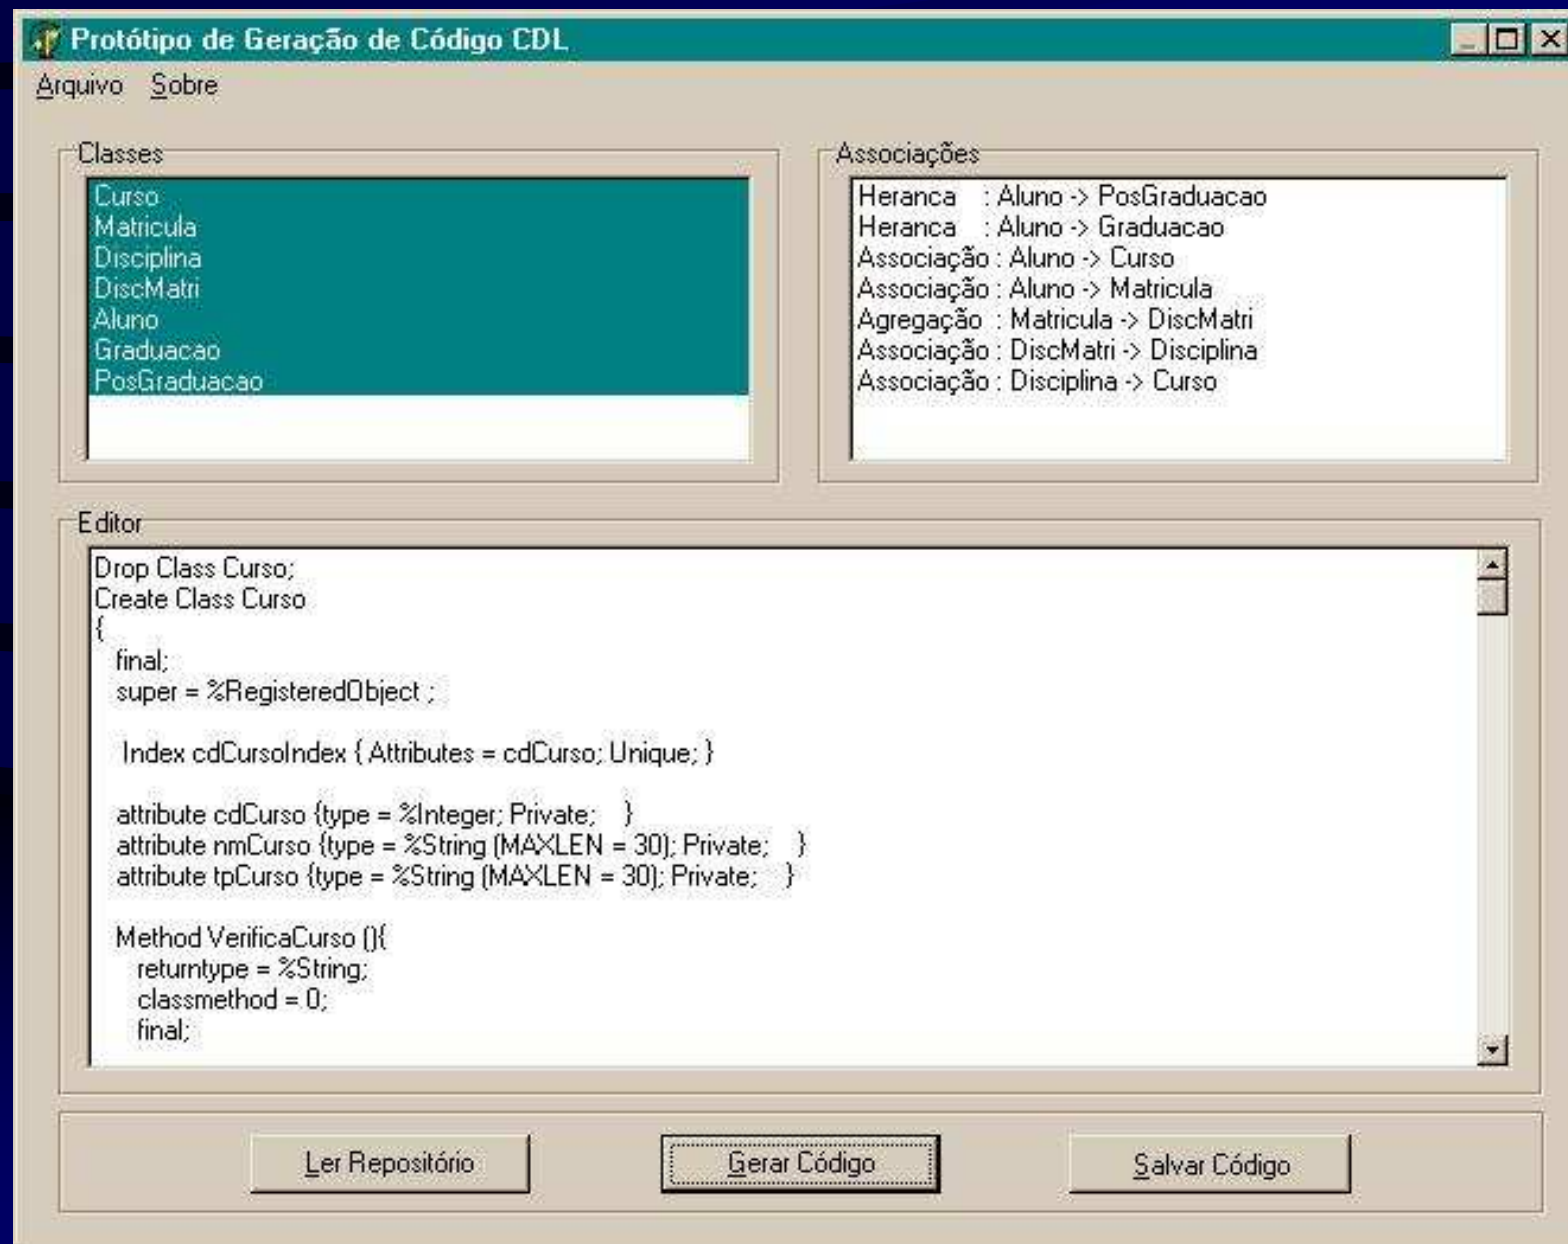 Protótipo de Geração de Código CDL
Arquivo Sobre
Classes
Curso
Matricula
Disciplina
DiscMatri
Aluno
Graduacao
PosGraduacao
Associações
Heranca : Aluno -> PosGraduacao
Heranca : Aluno -> Graduacao
Associação : Aluno -> Curso
Associação : Aluno -> Matricula
Agregação : Matricula -> DiscMatri
Associação : DiscMatri -> Disciplina
Associação : Disciplina -> Curso
Editor
Drop Class Curso;
Create Class Curso
{
final;
super = %RegisteredObject ;
Index cdCursoIndex { Attributes = cdCurso; Unique; }
attribute cdCurso {type = %Integer; Private; }
attribute nmCurso {type = %String (MAXLEN = 30); Private; }
attribute tpCurso {type = %String (MAXLEN = 30); Private; }
Method VerificaCurso (){
returntype = %String;
classmethod = 0;
final;
Ler Repositório
Gerar Código
Salvar Código